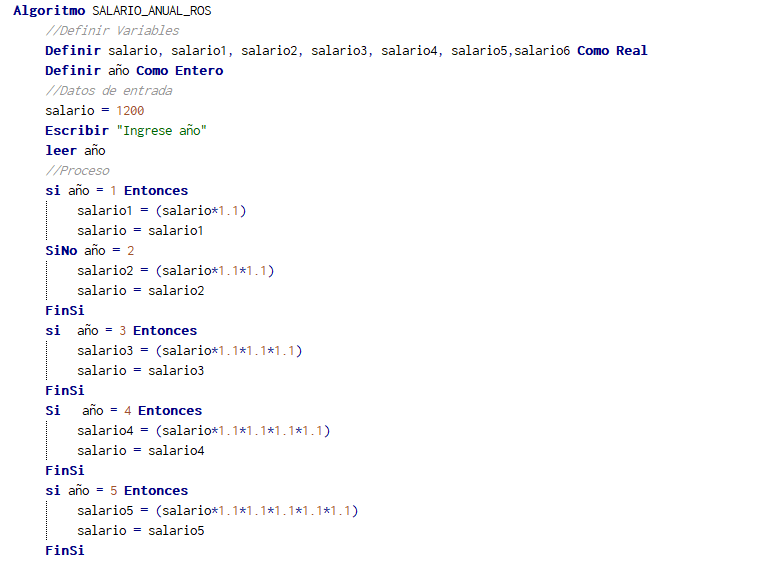 Algoritmo SALARIO_ANUAL_ROS
//Definir Variables
Definir salario, salario1, salario2, salario3, salario4, salario5,salario6 Como Real
Definir año Como Entero
//Datos de entrada
salario = 1200
Escribir "Ingrese año"
leer año
//Proceso
si año = 1 Entonces
salario1 = (salario*1.1)
salario = salario1
SiNo año = 2
salario2 = (salario*1.1*1.1)
salario = salario2
FinSi
si año = 3 Entonces
salario3 = (salario*1.1*1.1*1.1)
salario = salario3
FinSi
Si año = 4 Entonces
salario4 = (salario*1.1*1.1*1.1*1.1)
salario = salario4
FinSi
si año = 5 Entonces
salario5 = (salario*1.1*1.1*1.1*1.1*1.1)
salario = salario5
FinSi